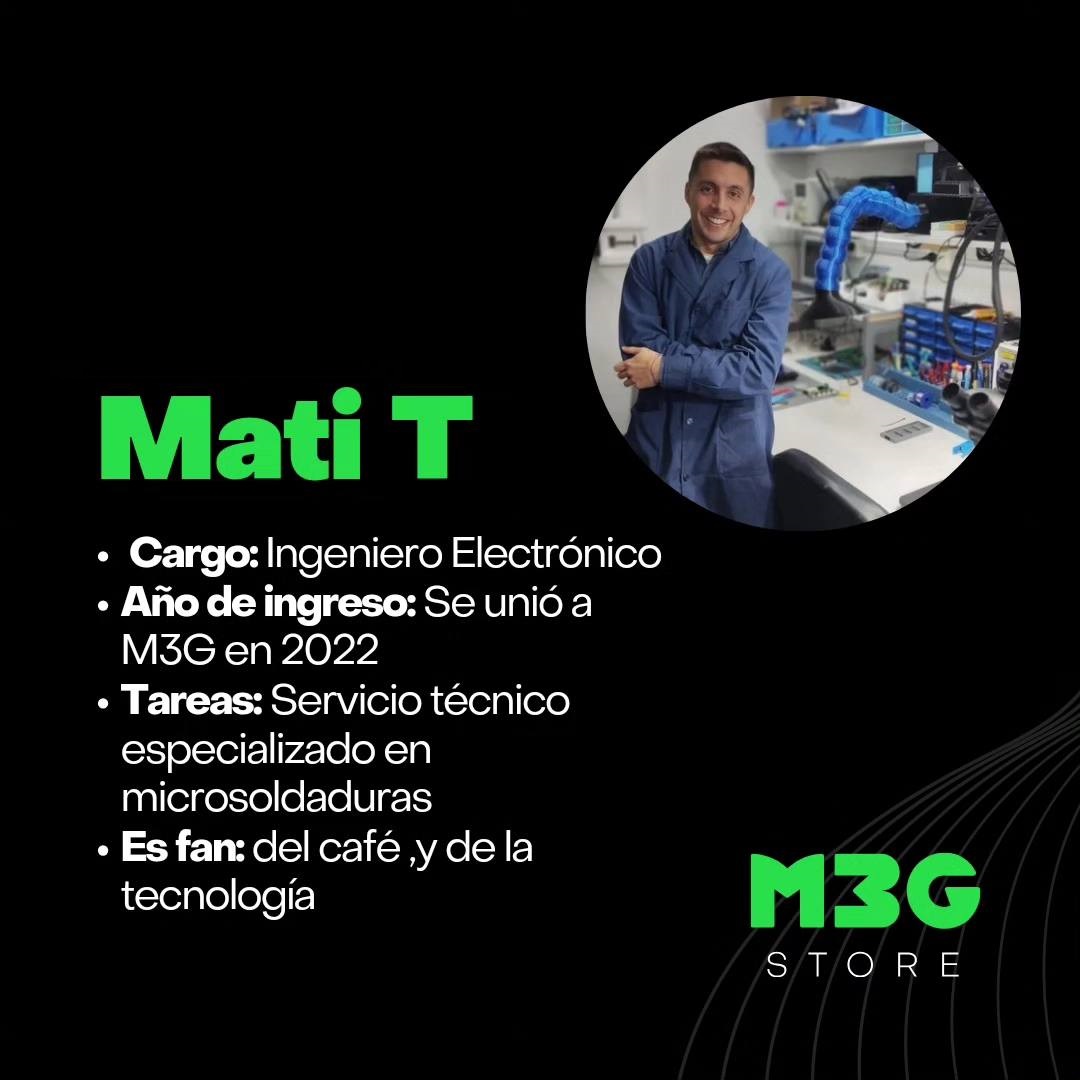 Mati T
• Cargo: Ingeniero Electrónico
• Año de ingreso: Se unió a
M3G en 2022
• Tareas: Servicio técnico
especializado en
microsoldaduras
• Es fan: del café ,y de la
tecnología
M3G
STORE